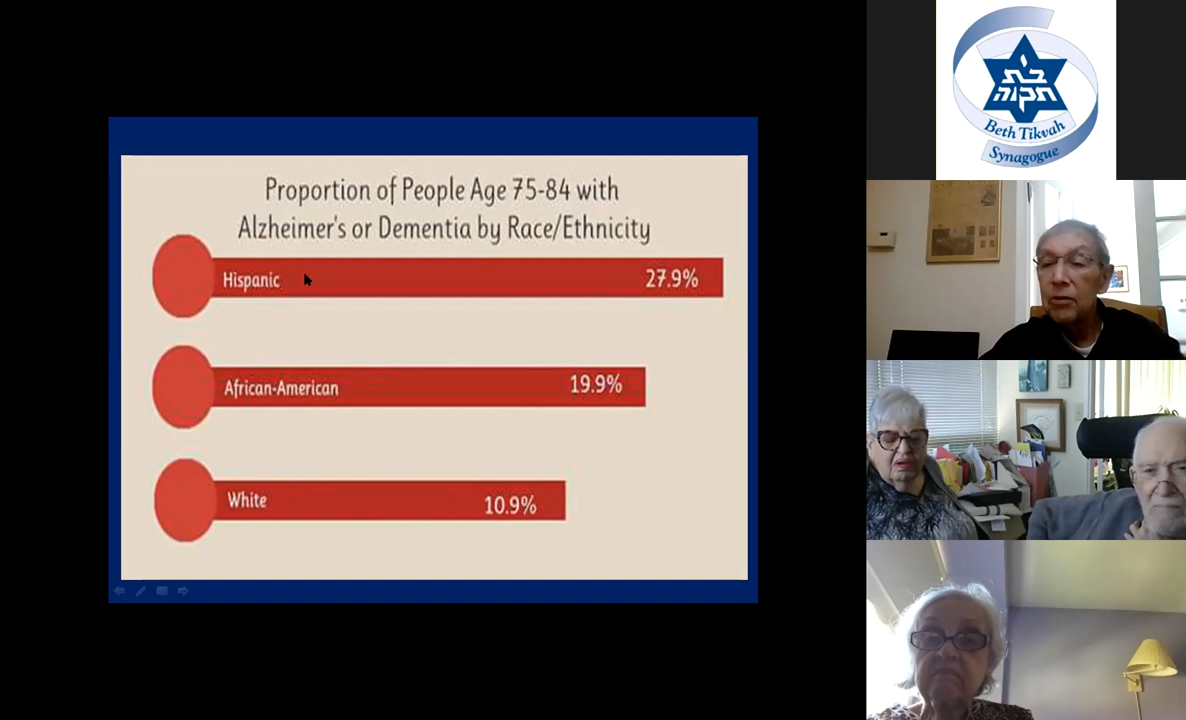 Proportion of People Age 75-84 with
Alzheimer's or Dementia by Race/Ethnicity
Hispanic 27.9%
African-American 19.9%
White 10.9%
בת
תקוה
Beth Tikvah
Synagogue